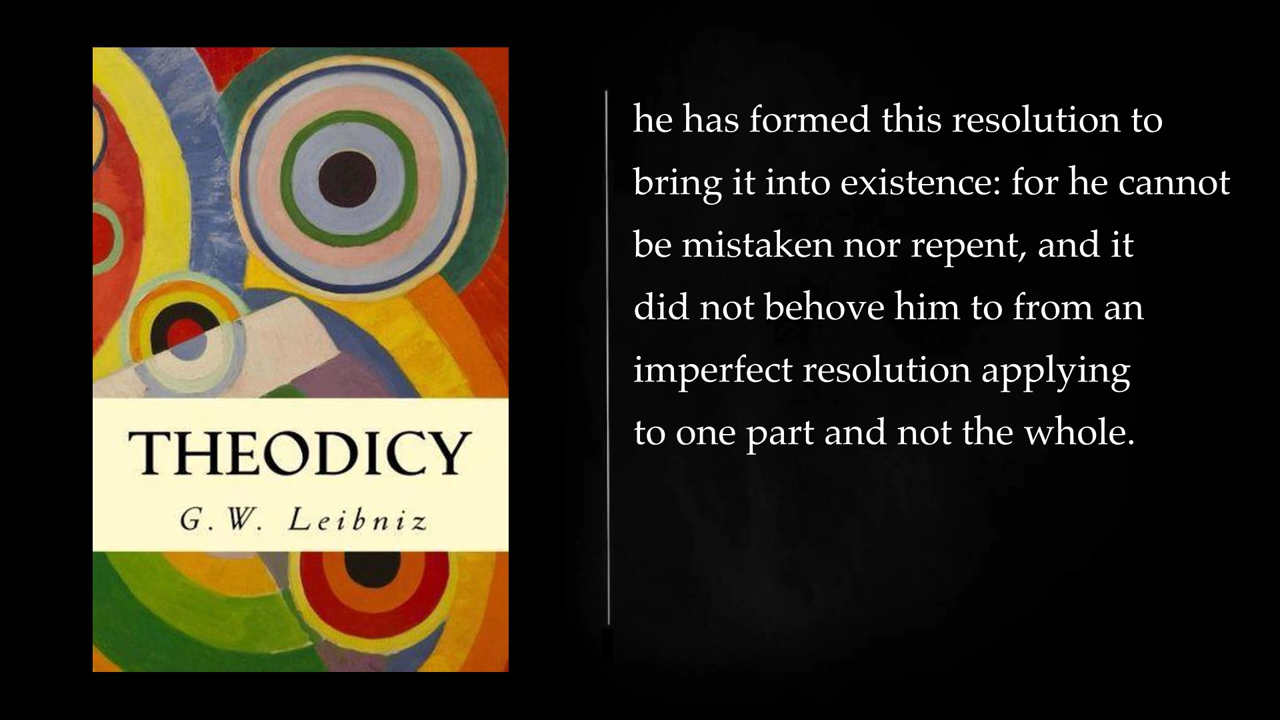 THEODICY
G. W. Leibniz
he has formed this resolution to
bring it into existence: for he cannot
be mistaken nor repent, and it
did not behove him to from an
imperfect resolution applying
to one part and not the whole.